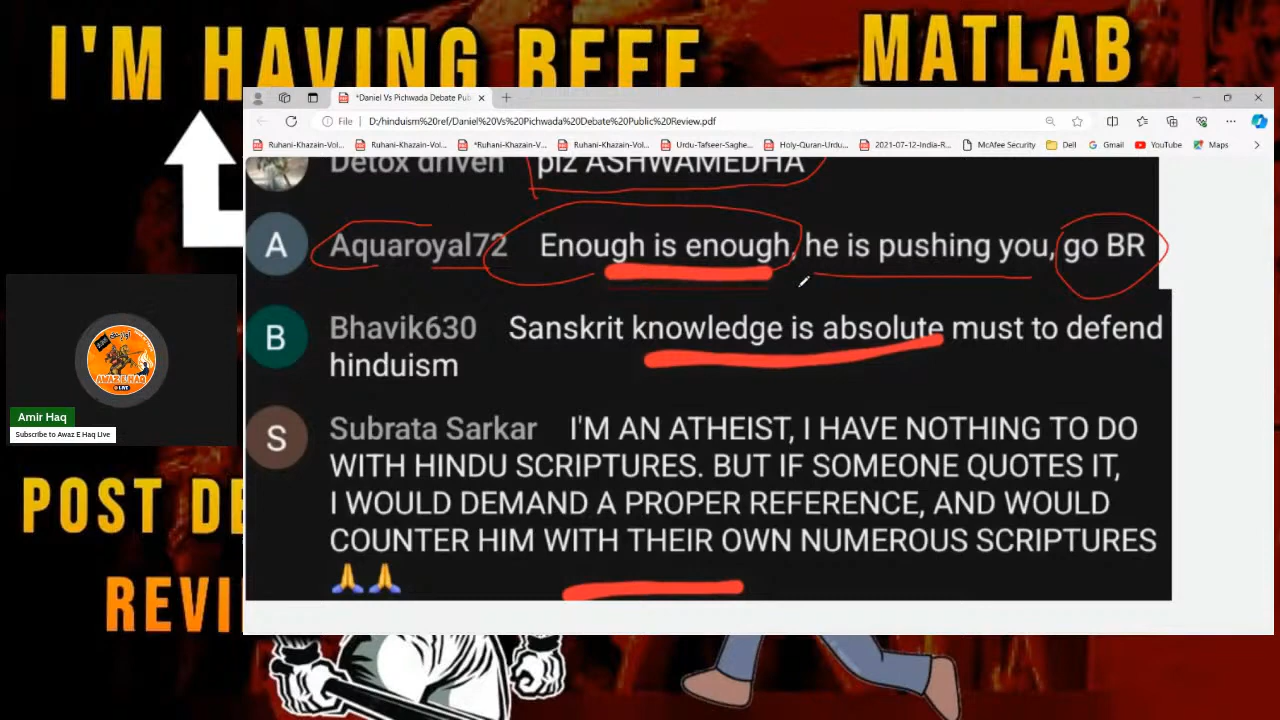 I'M HAVING BEEF
MATLAB
*Daniel Vs Pichwada Debate Pub
File
D:/hinduism%20ref/Daniel%20Vs%20Pichwada%20Debate%20Public%20Review.pdf
Ruhani-Khazain-Vol...
Ruhani-Khazain-Vol...
*Ruhani-Khazain-V...
Ruhani-Khazain-Vol...
Urdu-Tafseer-Saghe...
Holy-Quran-Urdu...
2021-07-12-India-R...
McAfee Security
Dell
Gmail
YouTube
Maps
Detox driven plz ASHWAMEDHA
A Aquaroyal72 Enough is enough, he is pushing you, go BR
B Bhavik630 Sanskrit knowledge is absolute must to defend
hinduism
S Subrata Sarkar I'M AN ATHEIST, I HAVE NOTHING TO DO
WITH HINDU SCRIPTURES. BUT IF SOMEONE QUOTES IT,
I WOULD DEMAND A PROPER REFERENCE, AND WOULD
COUNTER HIM WITH THEIR OWN NUMEROUS SCRIPTURES
🙏🙏
AWAZ E HAQ
LIVE
Amir Haq
Subscribe to Awaz E Haq Live
POST DE
REVI